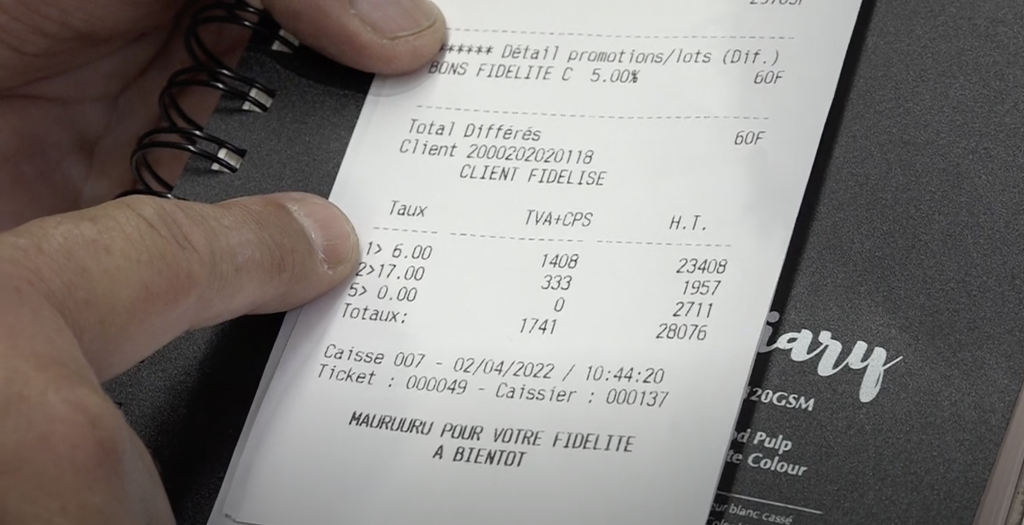 ****** Détail promotions/lots (Dif.)
BONS FIDELITE C 5.00% 60F
Total Différés 60F
Client 2000202020118
CLIENT FIDELISE
Taux TVA+CPS H.T.
1> 6.00 1408 23408
2>17.00 333 1957
5> 0.00 0 2711
Totaux: 1741 28076
Caisse 007 - 02/04/2022 / 10:44:20
Ticket : 000049 - Caissier : 000137
MAURUURU POUR VOTRE FIDELITE
A BIENTOT
iary
120GSM
Pulp
Colour
blanc cassé